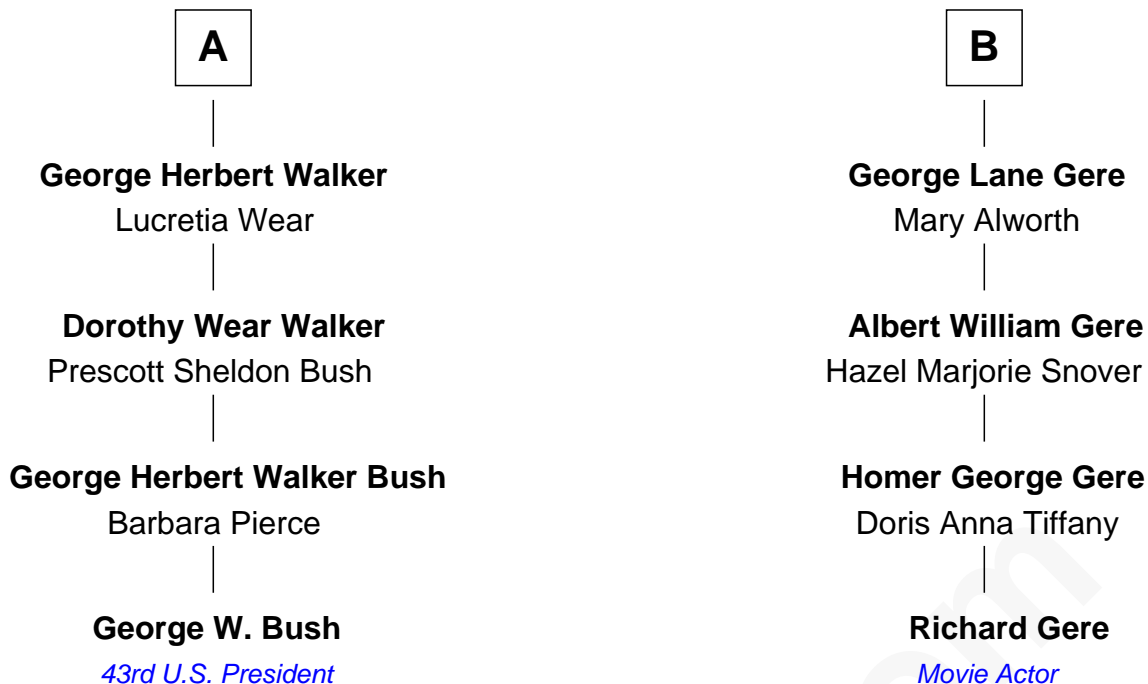 A
George Herbert Walker
Lucretia Wear
Dorothy Wear Walker
Prescott Sheldon Bush
George Herbert Walker Bush
Barbara Pierce
George W. Bush
43rd U.S. President
B
George Lane Gere
Mary Alworth
Albert William Gere
Hazel Marjorie Snover
Homer George Gere
Doris Anna Tiffany
Richard Gere
Movie Actor
om